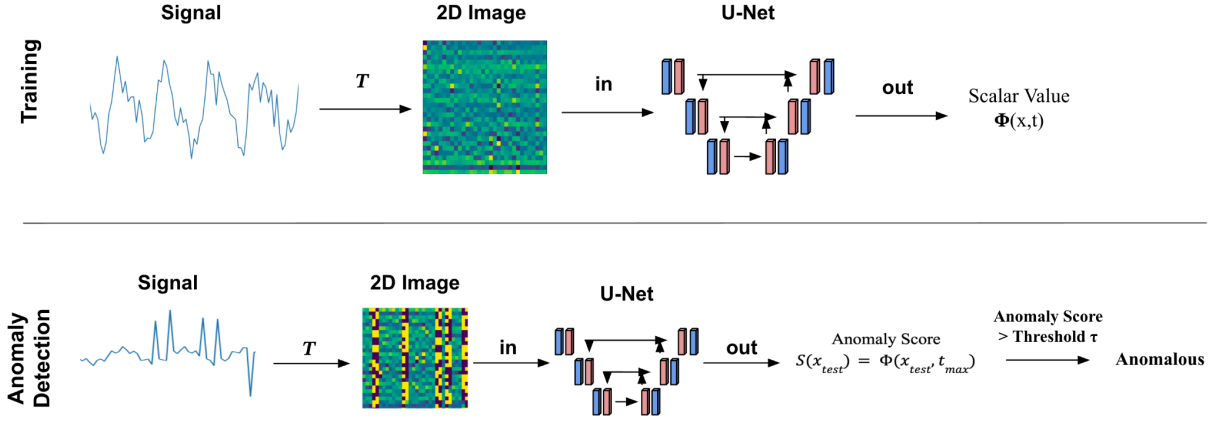 Signal
2D Image
U-Net
Training
T
in
out
Scalar Value
Φ(x,t)
Signal
2D Image
U-Net
Anomaly
Detection
T
in
out
Anomaly Score
S(x_test) = Φ(x_test, t_max)
Anomaly Score
> Threshold τ
Anomalous